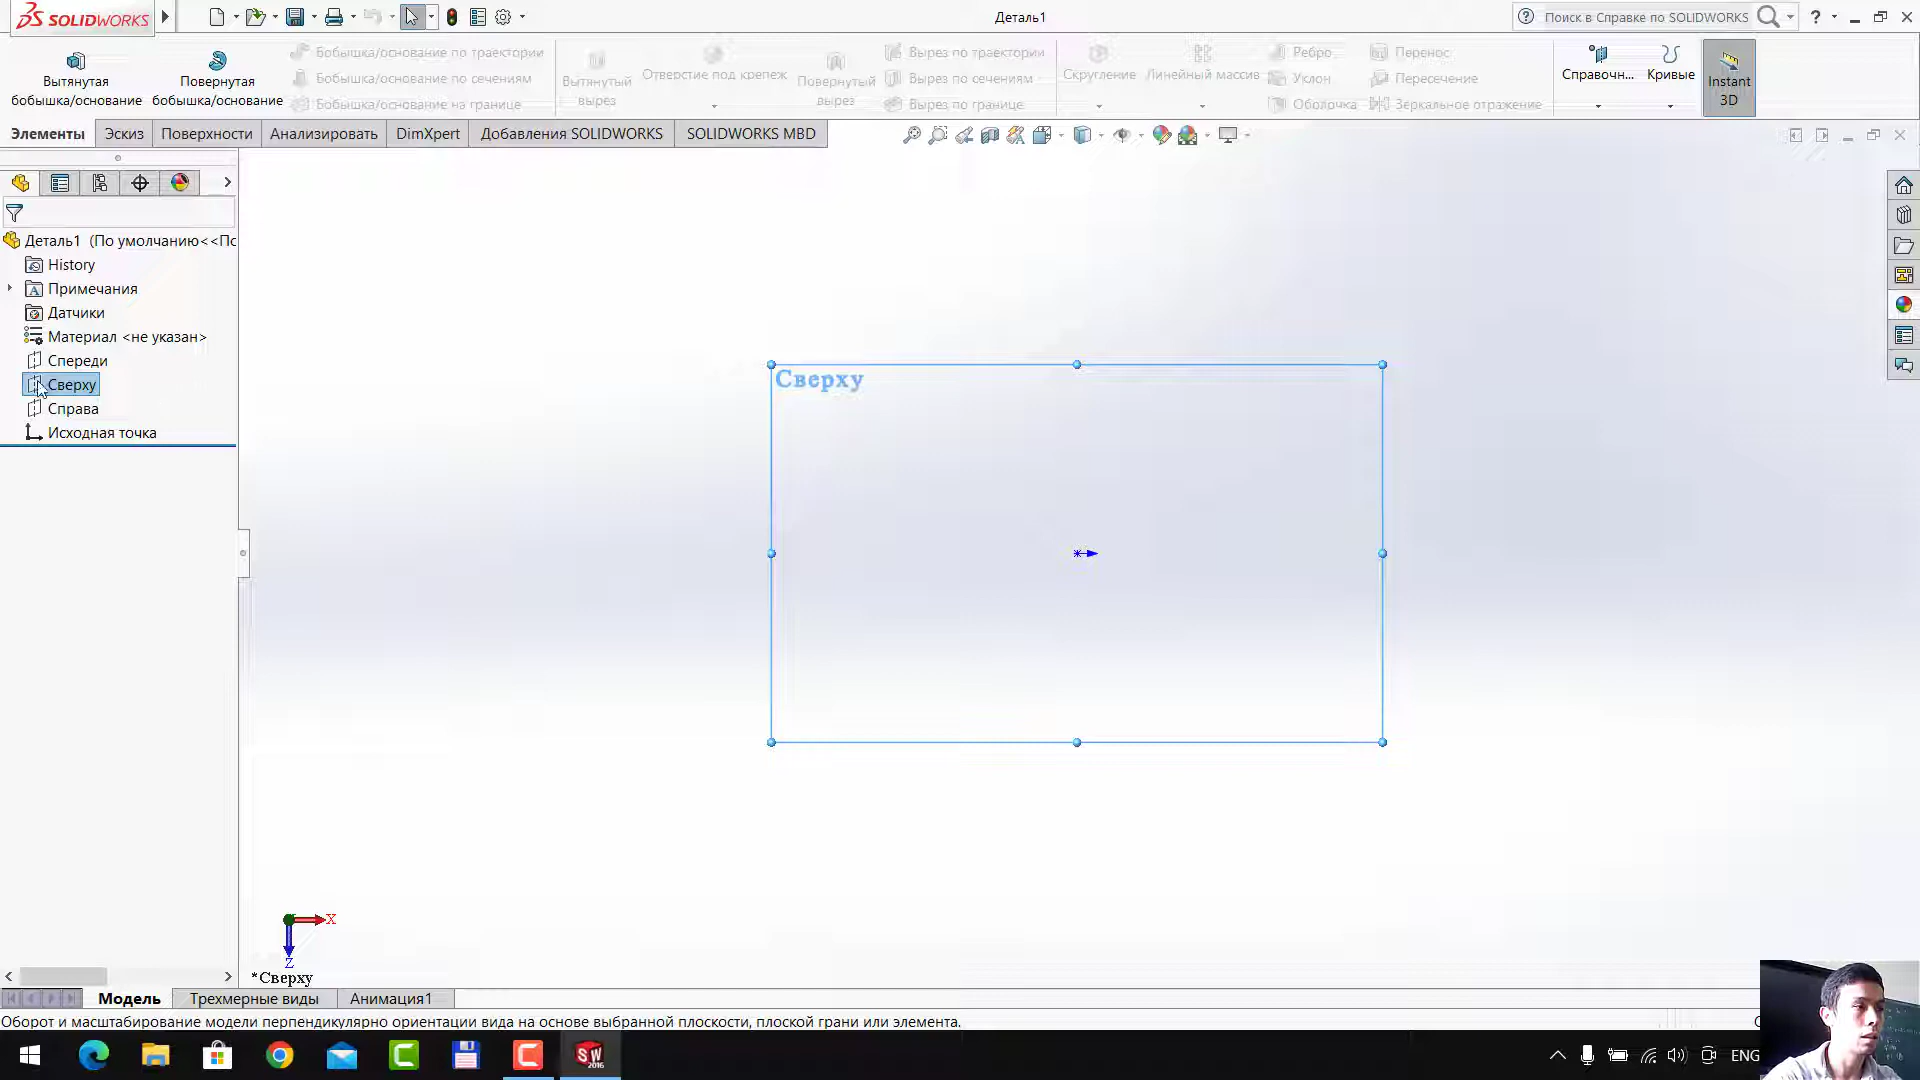 SOLIDWORKS
Деталь1
Поиск в Справке по SOLIDWORKS
?
Вытянутая бобышка/основание
Повернутая бобышка/основание
Бобышка/основание по траектории
Бобышка/основание по сечениям
Бобышка/основание на границе
Вытянутый вырез
Отверстие под крепеж
Повернутый вырез
Вырез по траектории
Вырез по сечениям
Вырез по границе
Скругление
Линейный массив
Ребро
Уклон
Оболочка
Перенос
Пересечение
Зеркальное отражение
Справочн...
Кривые
Instant 3D
Элементы
Эскиз
Поверхности
Анализировать
DimXpert
Добавления SOLIDWORKS
SOLIDWORKS MBD
Деталь1 (По умолчанию<<По
History
Примечания
Датчики
Материал <не указан>
Спереди
Сверху
Справа
Исходная точка
Сверху
X
Z
*Сверху
Модель
Трехмерные виды
Анимация1
Оборот и масштабирование модели перпендикулярно ориентации вида на основе выбранной плоскости, плоской грани или элемента.
SW
2016
ENG